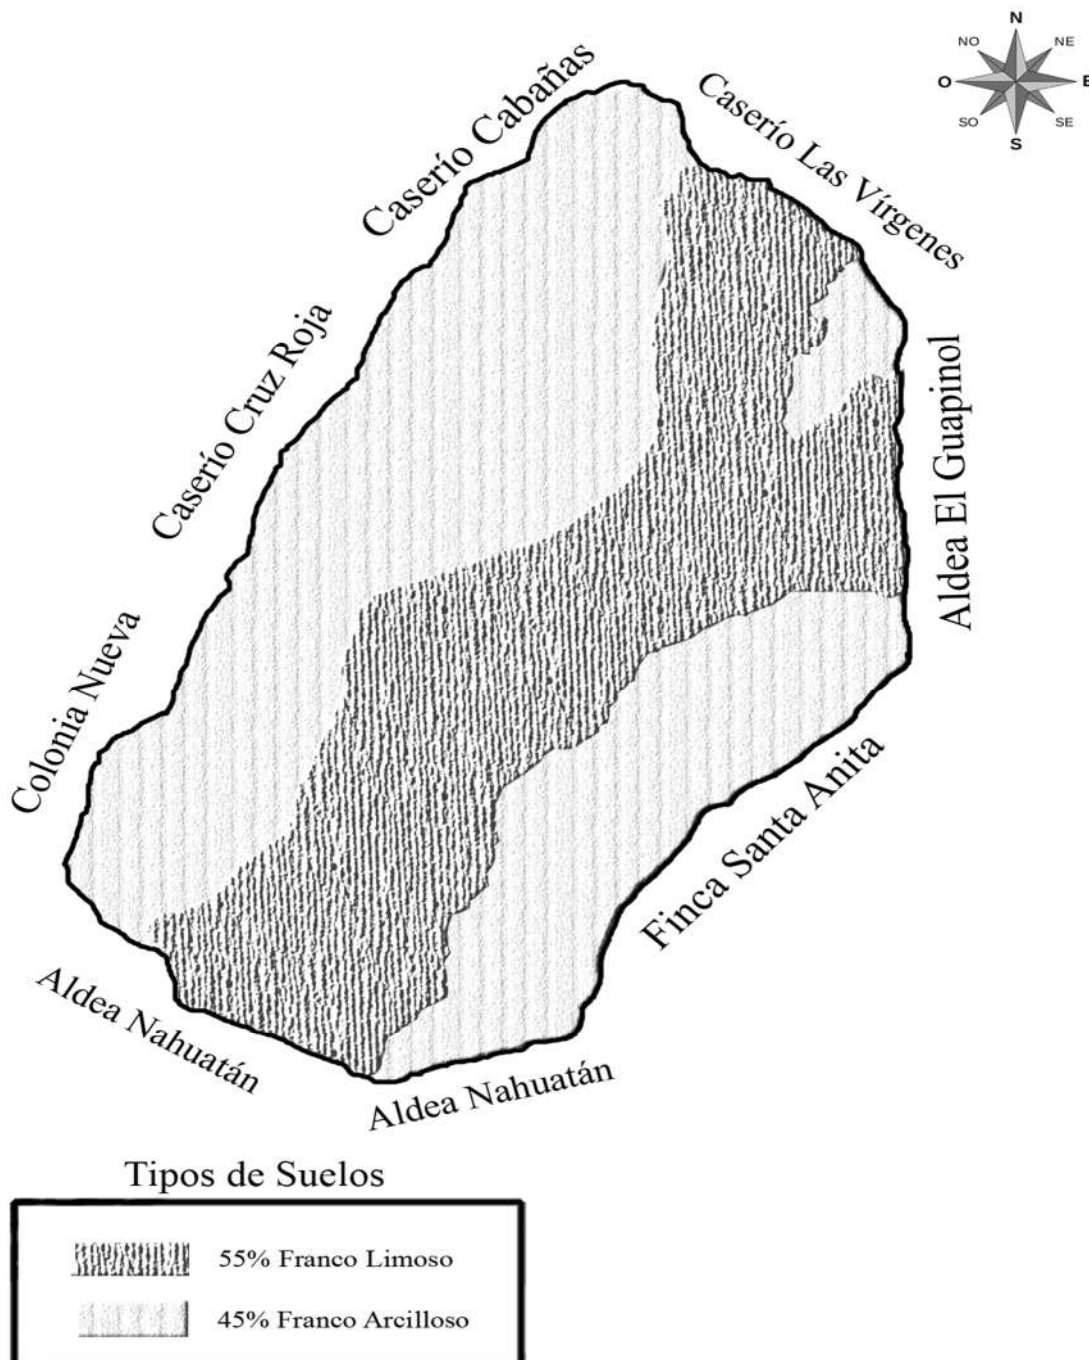 N
NO
NE
O
E
SO
SE
S
Caserío Cabañas
Caserío Las Vírgenes
Caserío Cruz Roja
Aldea El Guapinol
Colonia Nueva
Finca Santa Anita
Aldea Nahuatán
Aldea Nahuatán
Tipos de Suelos
55% Franco Limoso
45% Franco Arcilloso